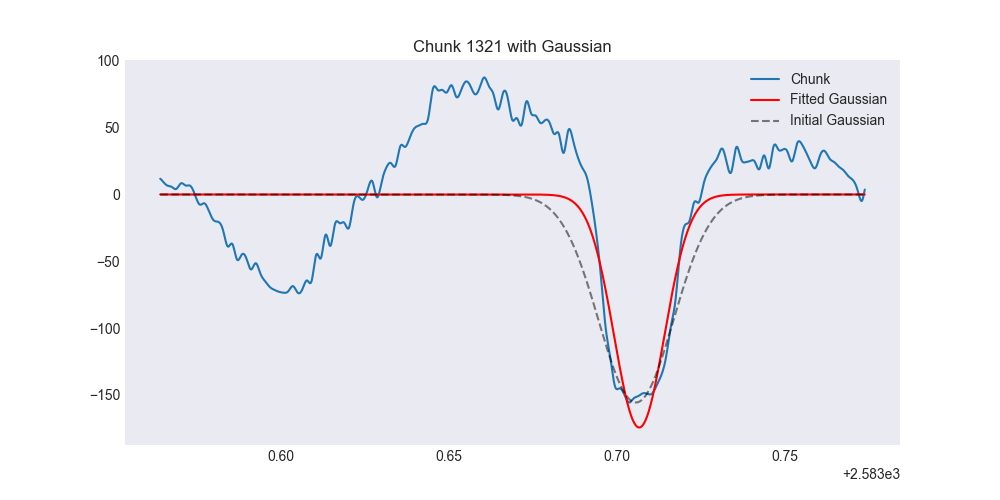 Chunk 1321 with Gaussian
100
50
0
−50
−100
−150
Chunk
Fitted Gaussian
Initial Gaussian
0.60 0.65 0.70 0.75
+2.583e3